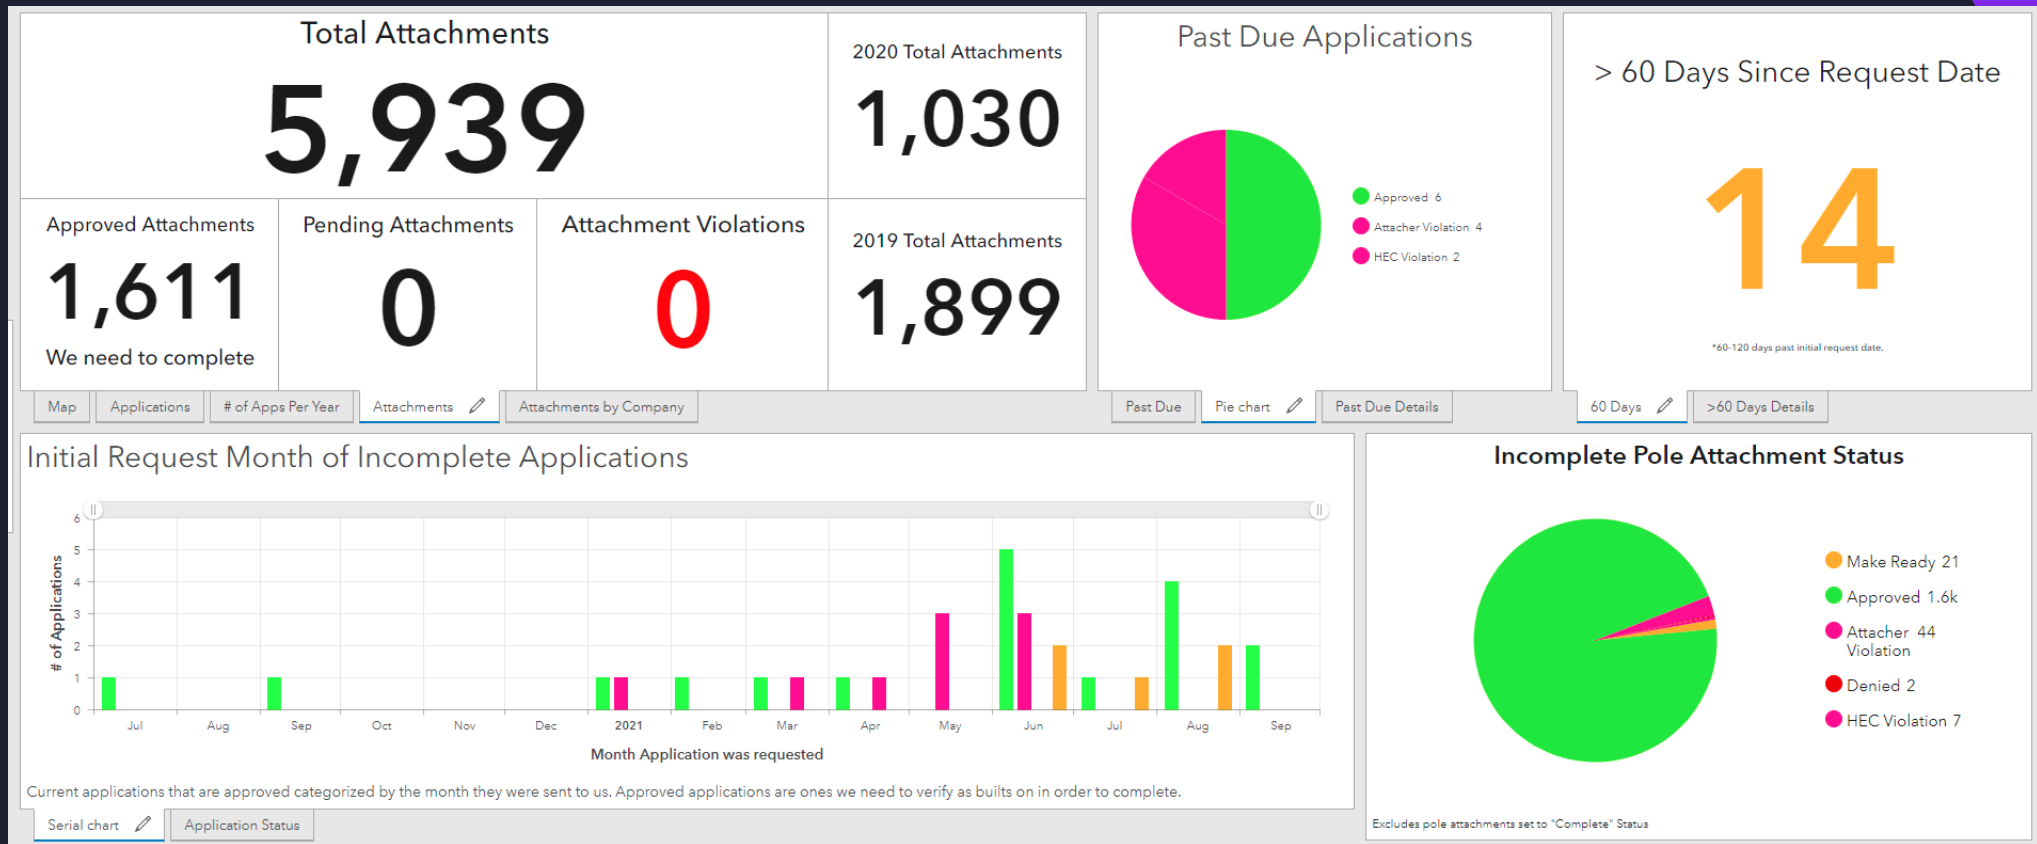 Total Attachments
5,939
2020 Total Attachments
1,030
Approved Attachments
1,611
We need to complete
Pending Attachments
0
Attachment Violations
0
2019 Total Attachments
1,899
Map
Applications
# of Apps Per Year
Attachments
Attachments by Company
Past Due Applications
Approved 6
Attacher Violation 4
HEC Violation 2
Past Due
Pie chart
Past Due Details
> 60 Days Since Request Date
14
*60-120 days past initial request date.
60 Days
>60 Days Details
Initial Request Month of Incomplete Applications
# of Applications
6
5
4
3
2
1
0
Jul
Aug
Sep
Oct
Nov
Dec
2021
Feb
Mar
Apr
May
Jun
Jul
Aug
Sep
Month Application was requested
Current applications that are approved categorized by the month they were sent to us. Approved applications are ones we need to verify as builts on in order to complete.
Serial chart
Application Status
Incomplete Pole Attachment Status
Make Ready 21
Approved 1.6k
Attacher 44
Violation
Denied 2
HEC Violation 7
Excludes pole attachments set to "Complete" Status